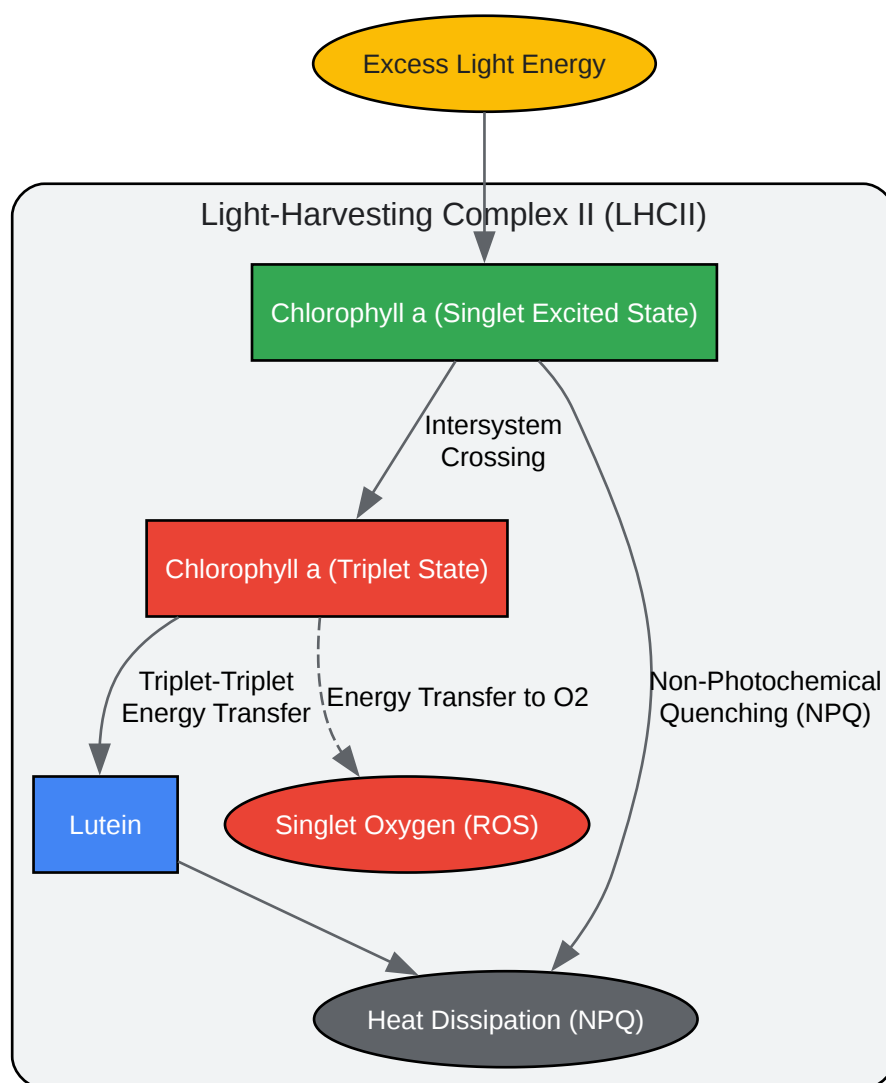 Excess Light Energy
Light-Harvesting Complex II (LHCII)
Chlorophyll a (Singlet Excited State)
Intersystem
Crossing
Chlorophyll a (Triplet State)
Triplet-Triplet
Energy Transfer
Energy Transfer to O2
Non-Photochemical
Quenching (NPQ)
Lutein
Singlet Oxygen (ROS)
Heat Dissipation (NPQ)